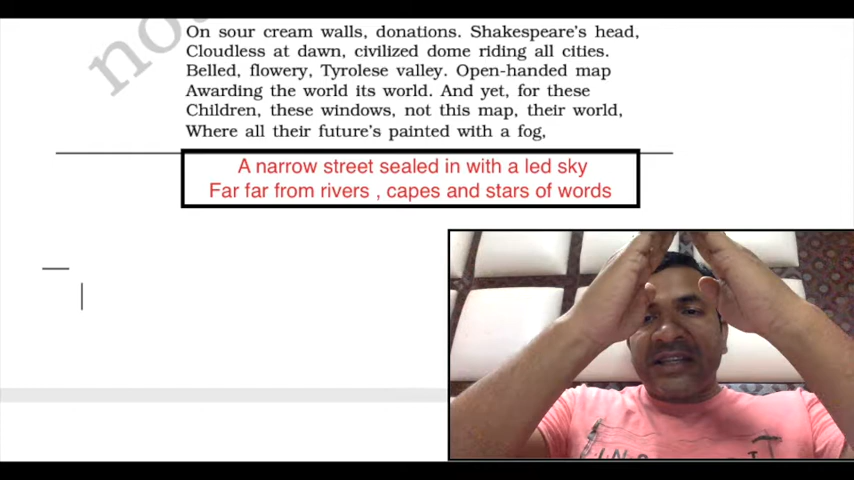 no
On sour cream walls, donations. Shakespeare's head,
Cloudless at dawn, civilized dome riding all cities.
Belled, flowery, Tyrolese valley. Open-handed map
Awarding the world its world. And yet, for these
Children, these windows, not this map, their world,
Where all their future's painted with a fog,
A narrow street sealed in with a led sky
Far far from rivers , capes and stars of words